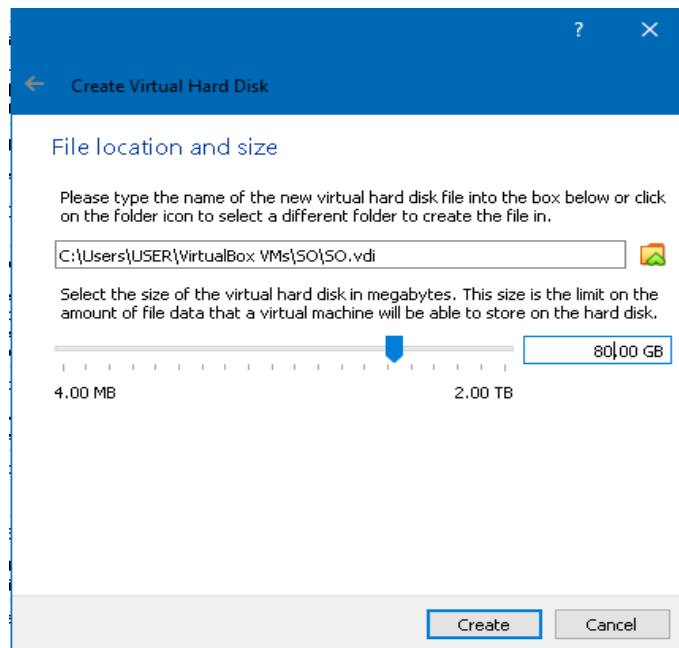 ?
Create Virtual Hard Disk
File location and size
Please type the name of the new virtual hard disk file into the box below or click
on the folder icon to select a different folder to create the file in.
C:\Users\USER\VirtualBox VMs\SO\SO.vdi
Select the size of the virtual hard disk in megabytes. This size is the limit on the
amount of file data that a virtual machine will be able to store on the hard disk.
80.00 GB
4.00 MB 2.00 TB
Create Cancel